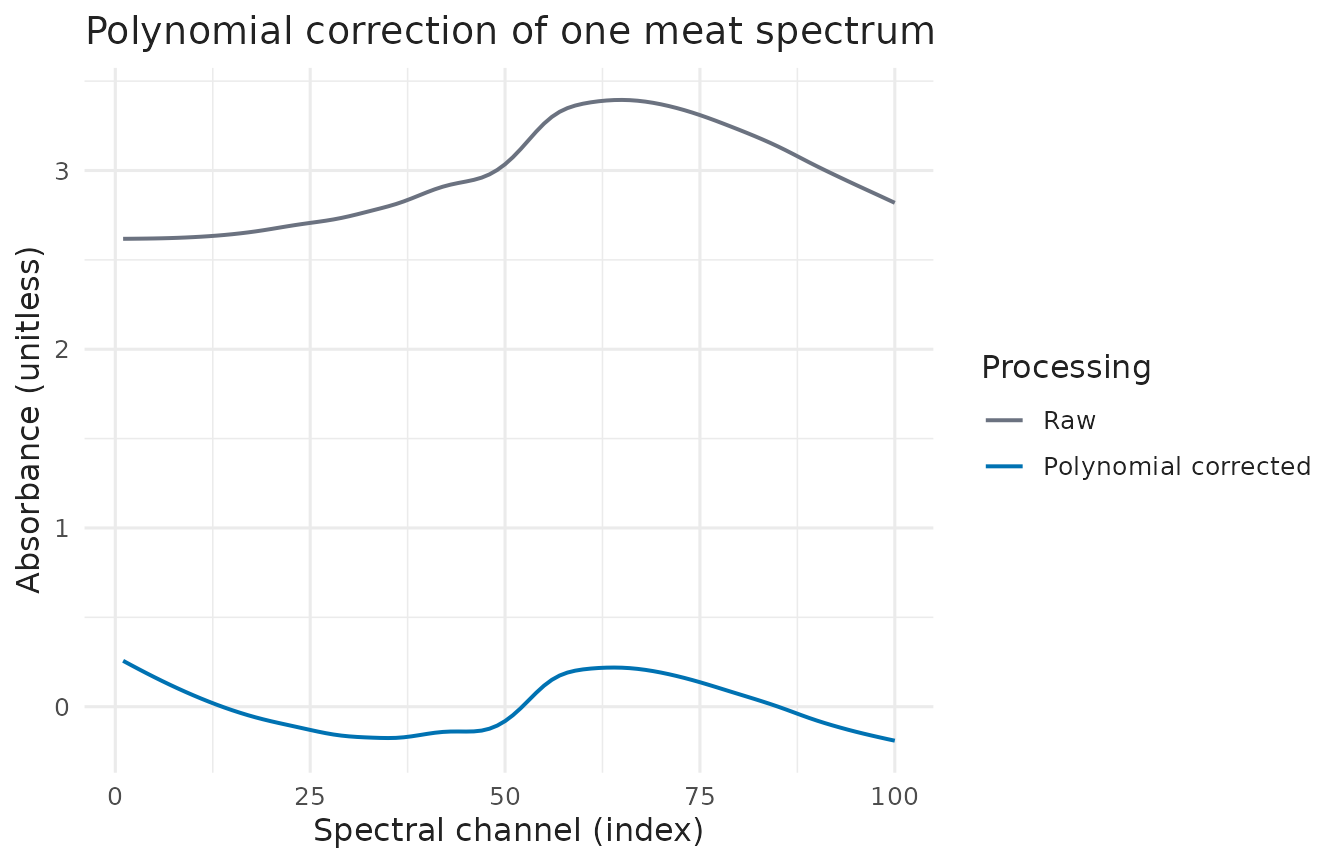 Polynomial correction of one meat spectrum
Absorbance (unitless)
3
2
1
0
0 25 50 75 100
Spectral channel (index)
Processing
Raw
Polynomial corrected